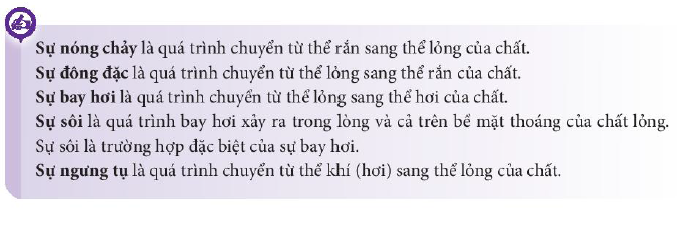 Sự nóng chảy là quá trình chuyển từ thể rắn sang thể lỏng của chất.
Sự đông đặc là quá trình chuyển từ thể lỏng sang thể rắn của chất.
Sự bay hơi là quá trình chuyển từ thể lỏng sang thể hơi của chất.
Sự sôi là quá trình bay hơi xảy ra trong lòng và cả trên bề mặt thoáng của chất lỏng.
Sự sôi là trường hợp đặc biệt của sự bay hơi.
Sự ngưng tụ là quá trình chuyển từ thể khí (hơi) sang thể lỏng của chất.